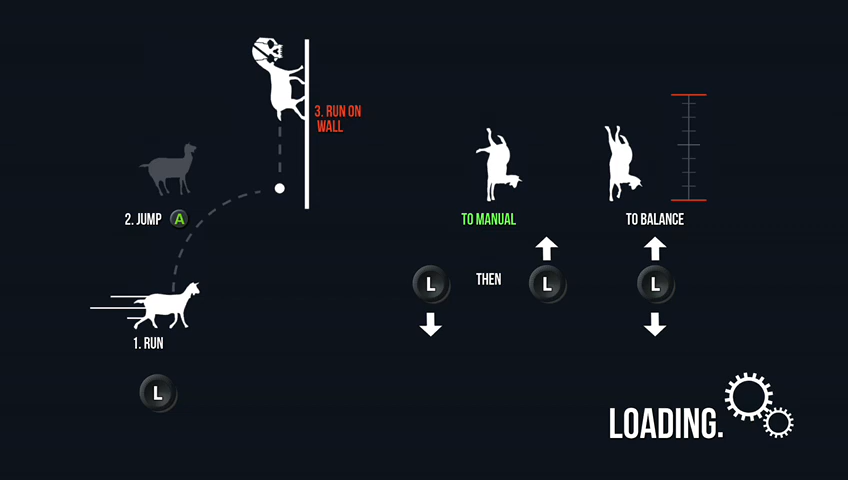 3. RUN ON
WALL
2. JUMP A
TO MANUAL
TO BALANCE
L THEN L
L
1. RUN
L
LOADING.